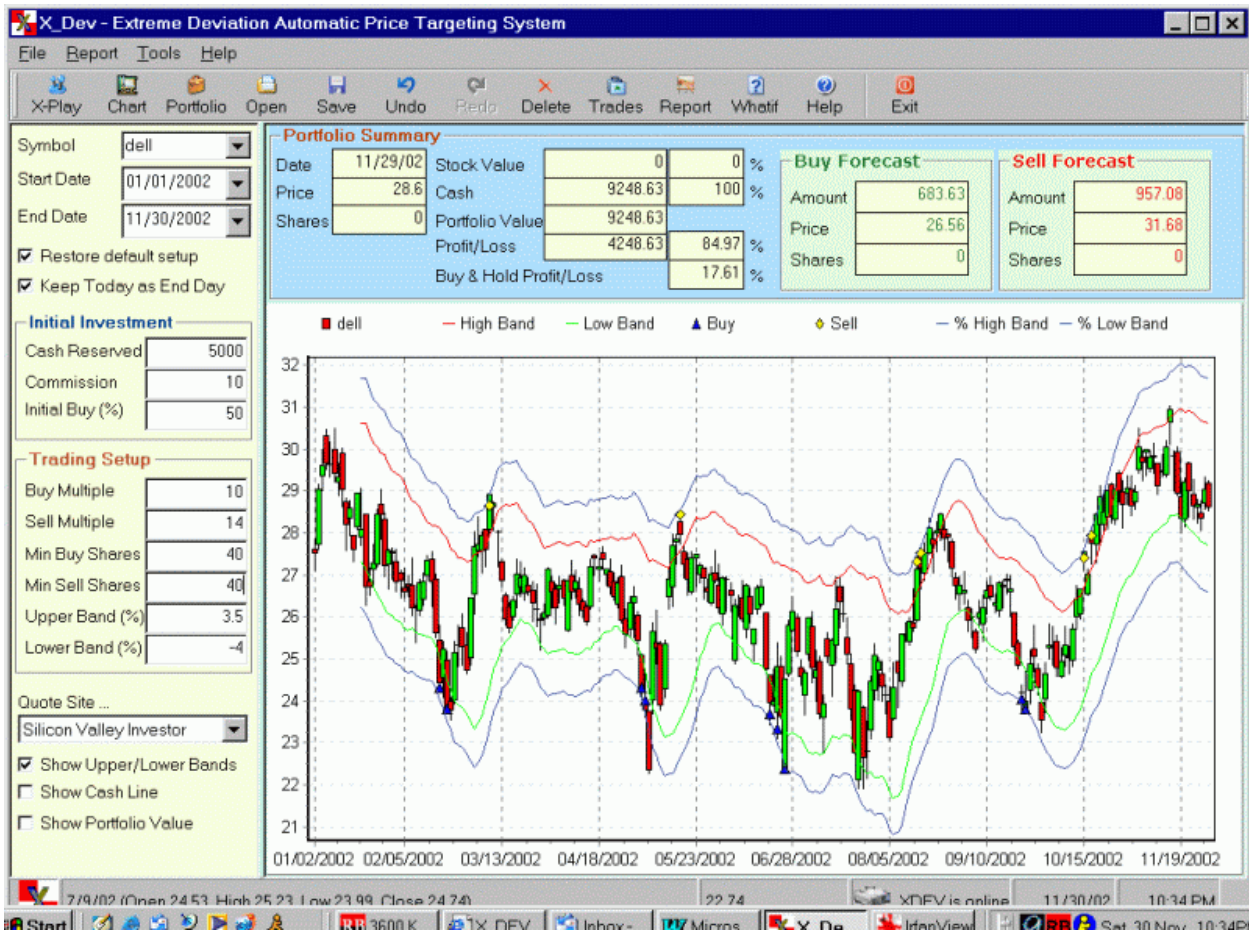 X_Dev - Extreme Deviation Automatic Price Targeting System
File Report Tools Help
X-Play Chart Portfolio Open Save Undo Redo Delete Trades Report Whatif Help Exit
Symbol dell
Start Date 01/01/2002
End Date 11/30/2002
Restore default setup
Keep Today as End Day
Initial Investment
Cash Reserved 5000
Commission 10
Initial Buy (%) 50
Trading Setup
Buy Multiple 10
Sell Multiple 14
Min Buy Shares 40
Min Sell Shares 40
Upper Band (%) 3.5
Lower Band (%) -4
Quote Site ...
Silicon Valley Investor
Show Upper/Lower Bands
Show Cash Line
Show Portfolio Value
Portfolio Summary
Date 11/29/02 Stock Value 0 0 %
Price 28.6 Cash 9248.63 100 %
Shares 0 Portfolio Value 9248.63
Profit/Loss 4248.63 84.97 %
Buy & Hold Profit/Loss 17.61 %
Buy Forecast
Amount 683.63
Price 26.56
Shares 0
Sell Forecast
Amount 957.08
Price 31.68
Shares 0
dell High Band Low Band Buy Sell % High Band % Low Band
32
31
30
29
28
27
26
25
24
23
22
21
01/02/2002 02/05/2002 03/13/2002 04/18/2002 05/23/2002 06/28/2002 08/05/2002 09/10/2002 10/15/2002 11/19/2002
7/9/02 (Open 24.53, High 25.23, Low 23.99, Close 24.74) 22.74 XDEV is online 11/30/02 10:34 PM
Start RB 3600 K X_DEV Inbox - Micros X_De IrfanView RB Sat, 30 Nov, 10:34P